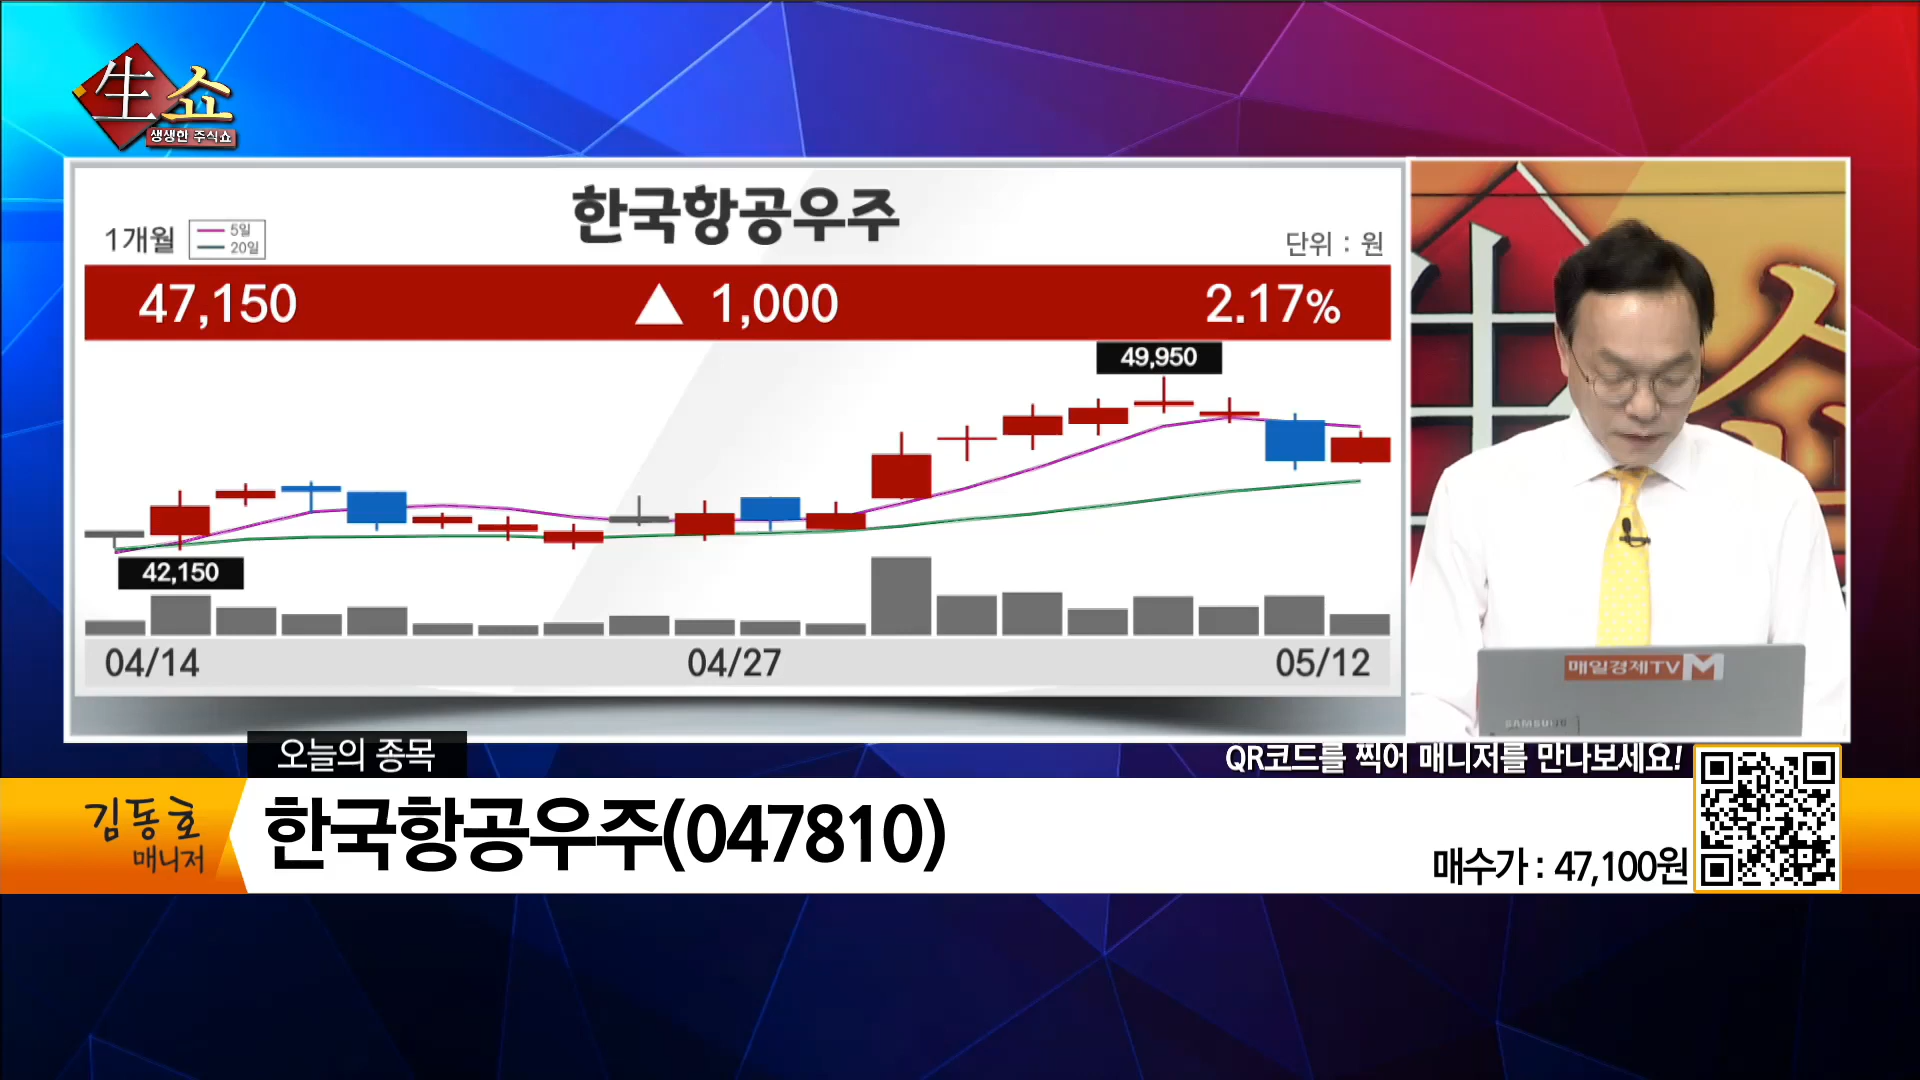 生쇼
생생한 주식쇼
한국항공우주
1개월
5일
20일
단위 : 원
47,150 ▲ 1,000 2.17%
49,950
42,150
04/14 04/27 05/12
生쇼
매일경제TV M
SAMSUNG
오늘의 종목
QR코드를 찍어 매니저를 만나보세요!
김동호
매니저
한국항공우주(047810)
매수가 : 47,100원